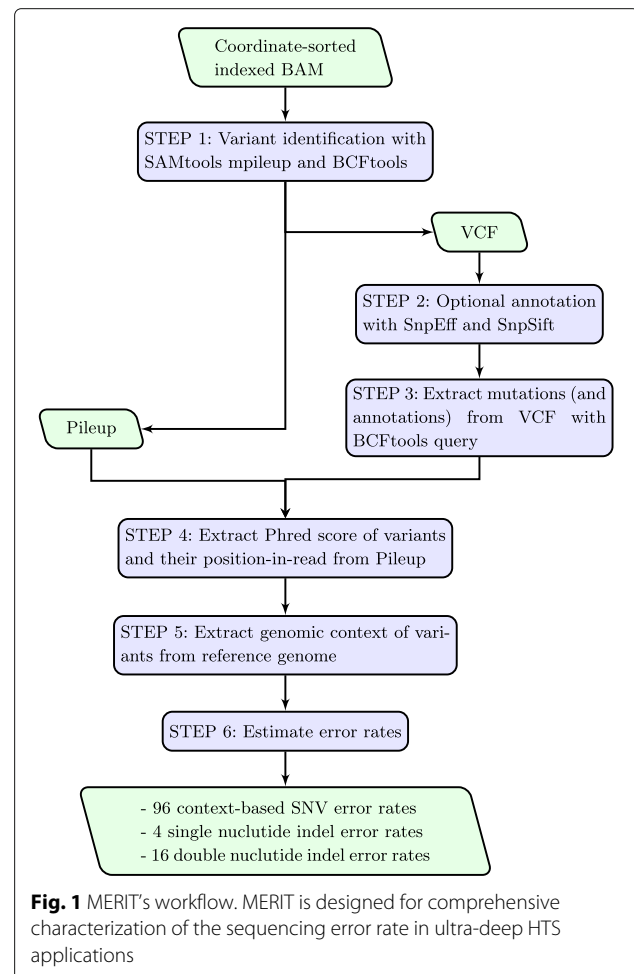 Coordinate-sorted
indexed BAM
STEP 1: Variant identification with
SAMtools mpileup and BCFtools
VCF
STEP 2: Optional annotation
with SnpEff and SnpSift
STEP 3: Extract mutations (and
annotations) from VCF with
BCFtools query
Pileup
STEP 4: Extract Phred score of variants
and their position-in-read from Pileup
STEP 5: Extract genomic context of vari-
ants from reference genome
STEP 6: Estimate error rates
- 96 context-based SNV error rates
- 4 single nuclutide indel error rates
- 16 double nuclutide indel error rates
Fig. 1 MERIT's workflow. MERIT is designed for comprehensive
characterization of the sequencing error rate in ultra-deep HTS
applications